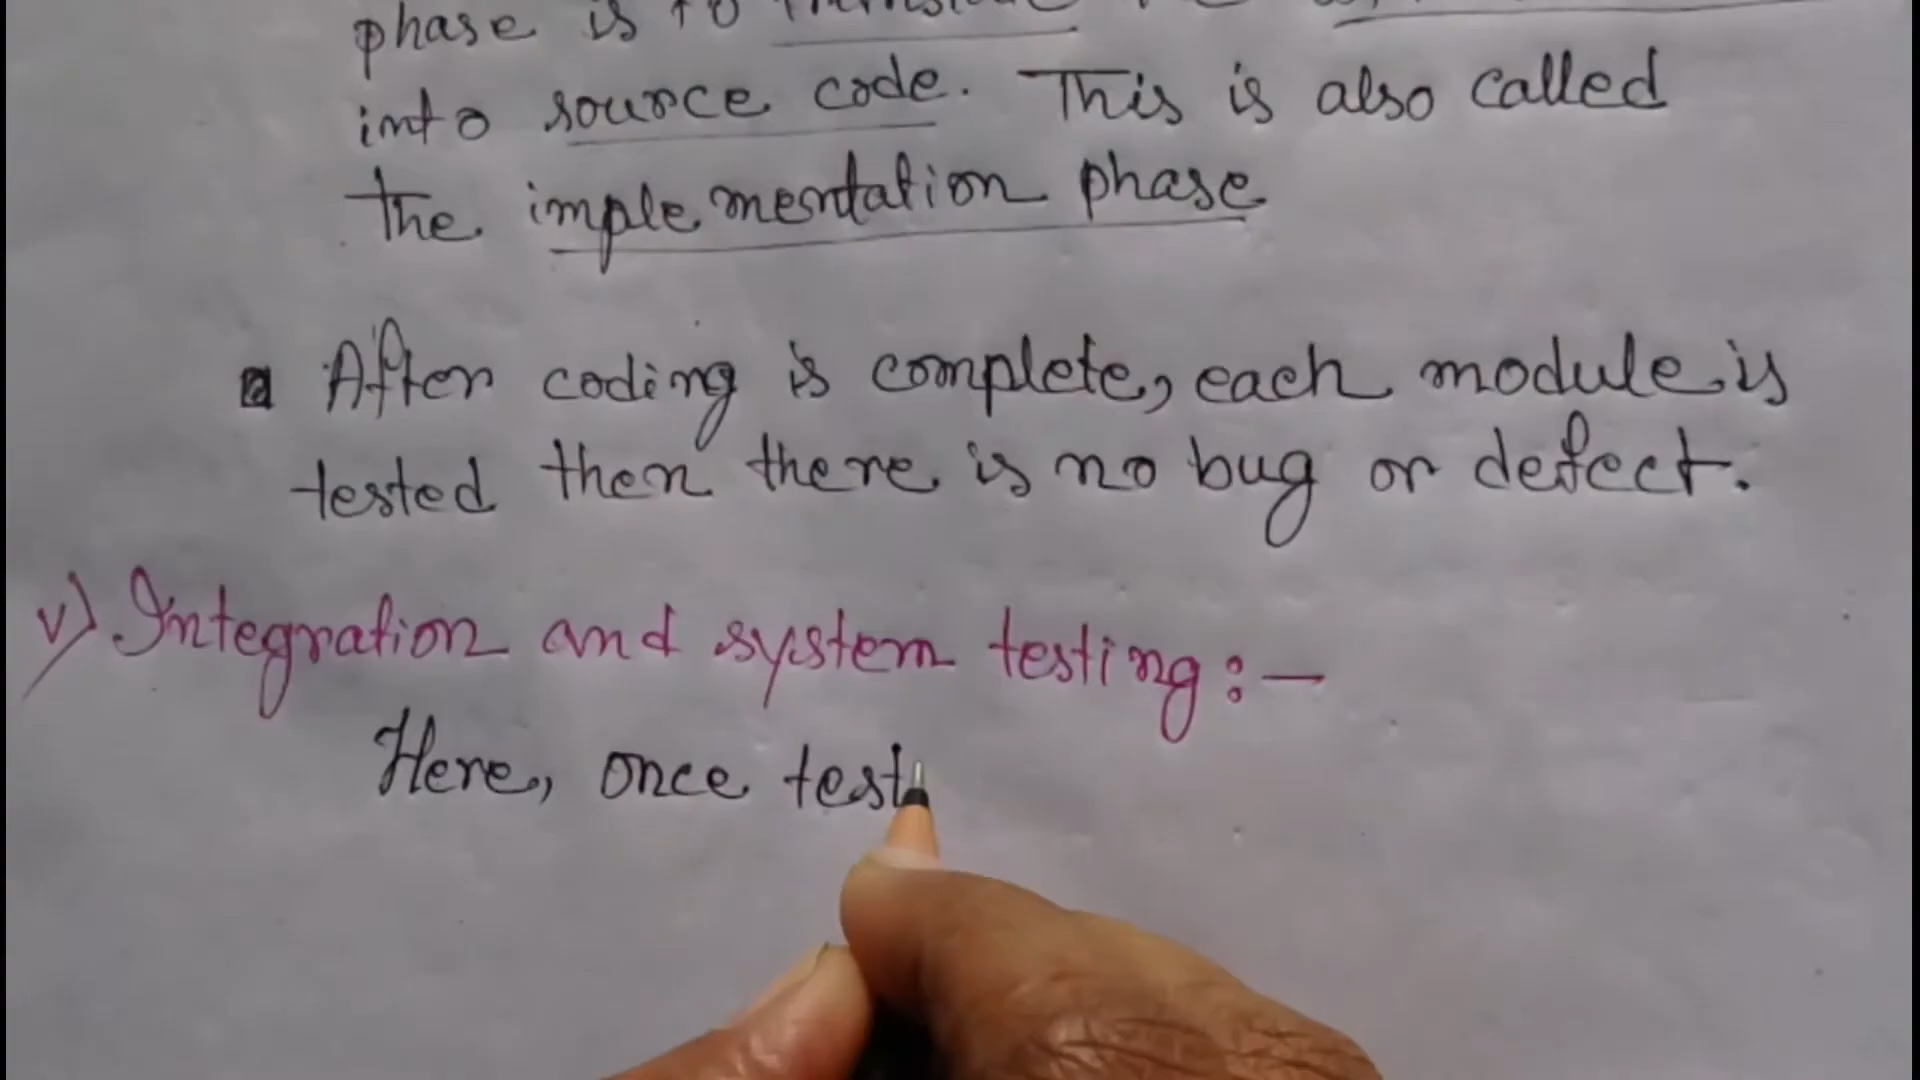 phase is to translate
into source code. This is also called
the implementation phase
After coding is complete, each module is
tested then there is no bug or defect.
v) Integration and system testing:-
Here, once test